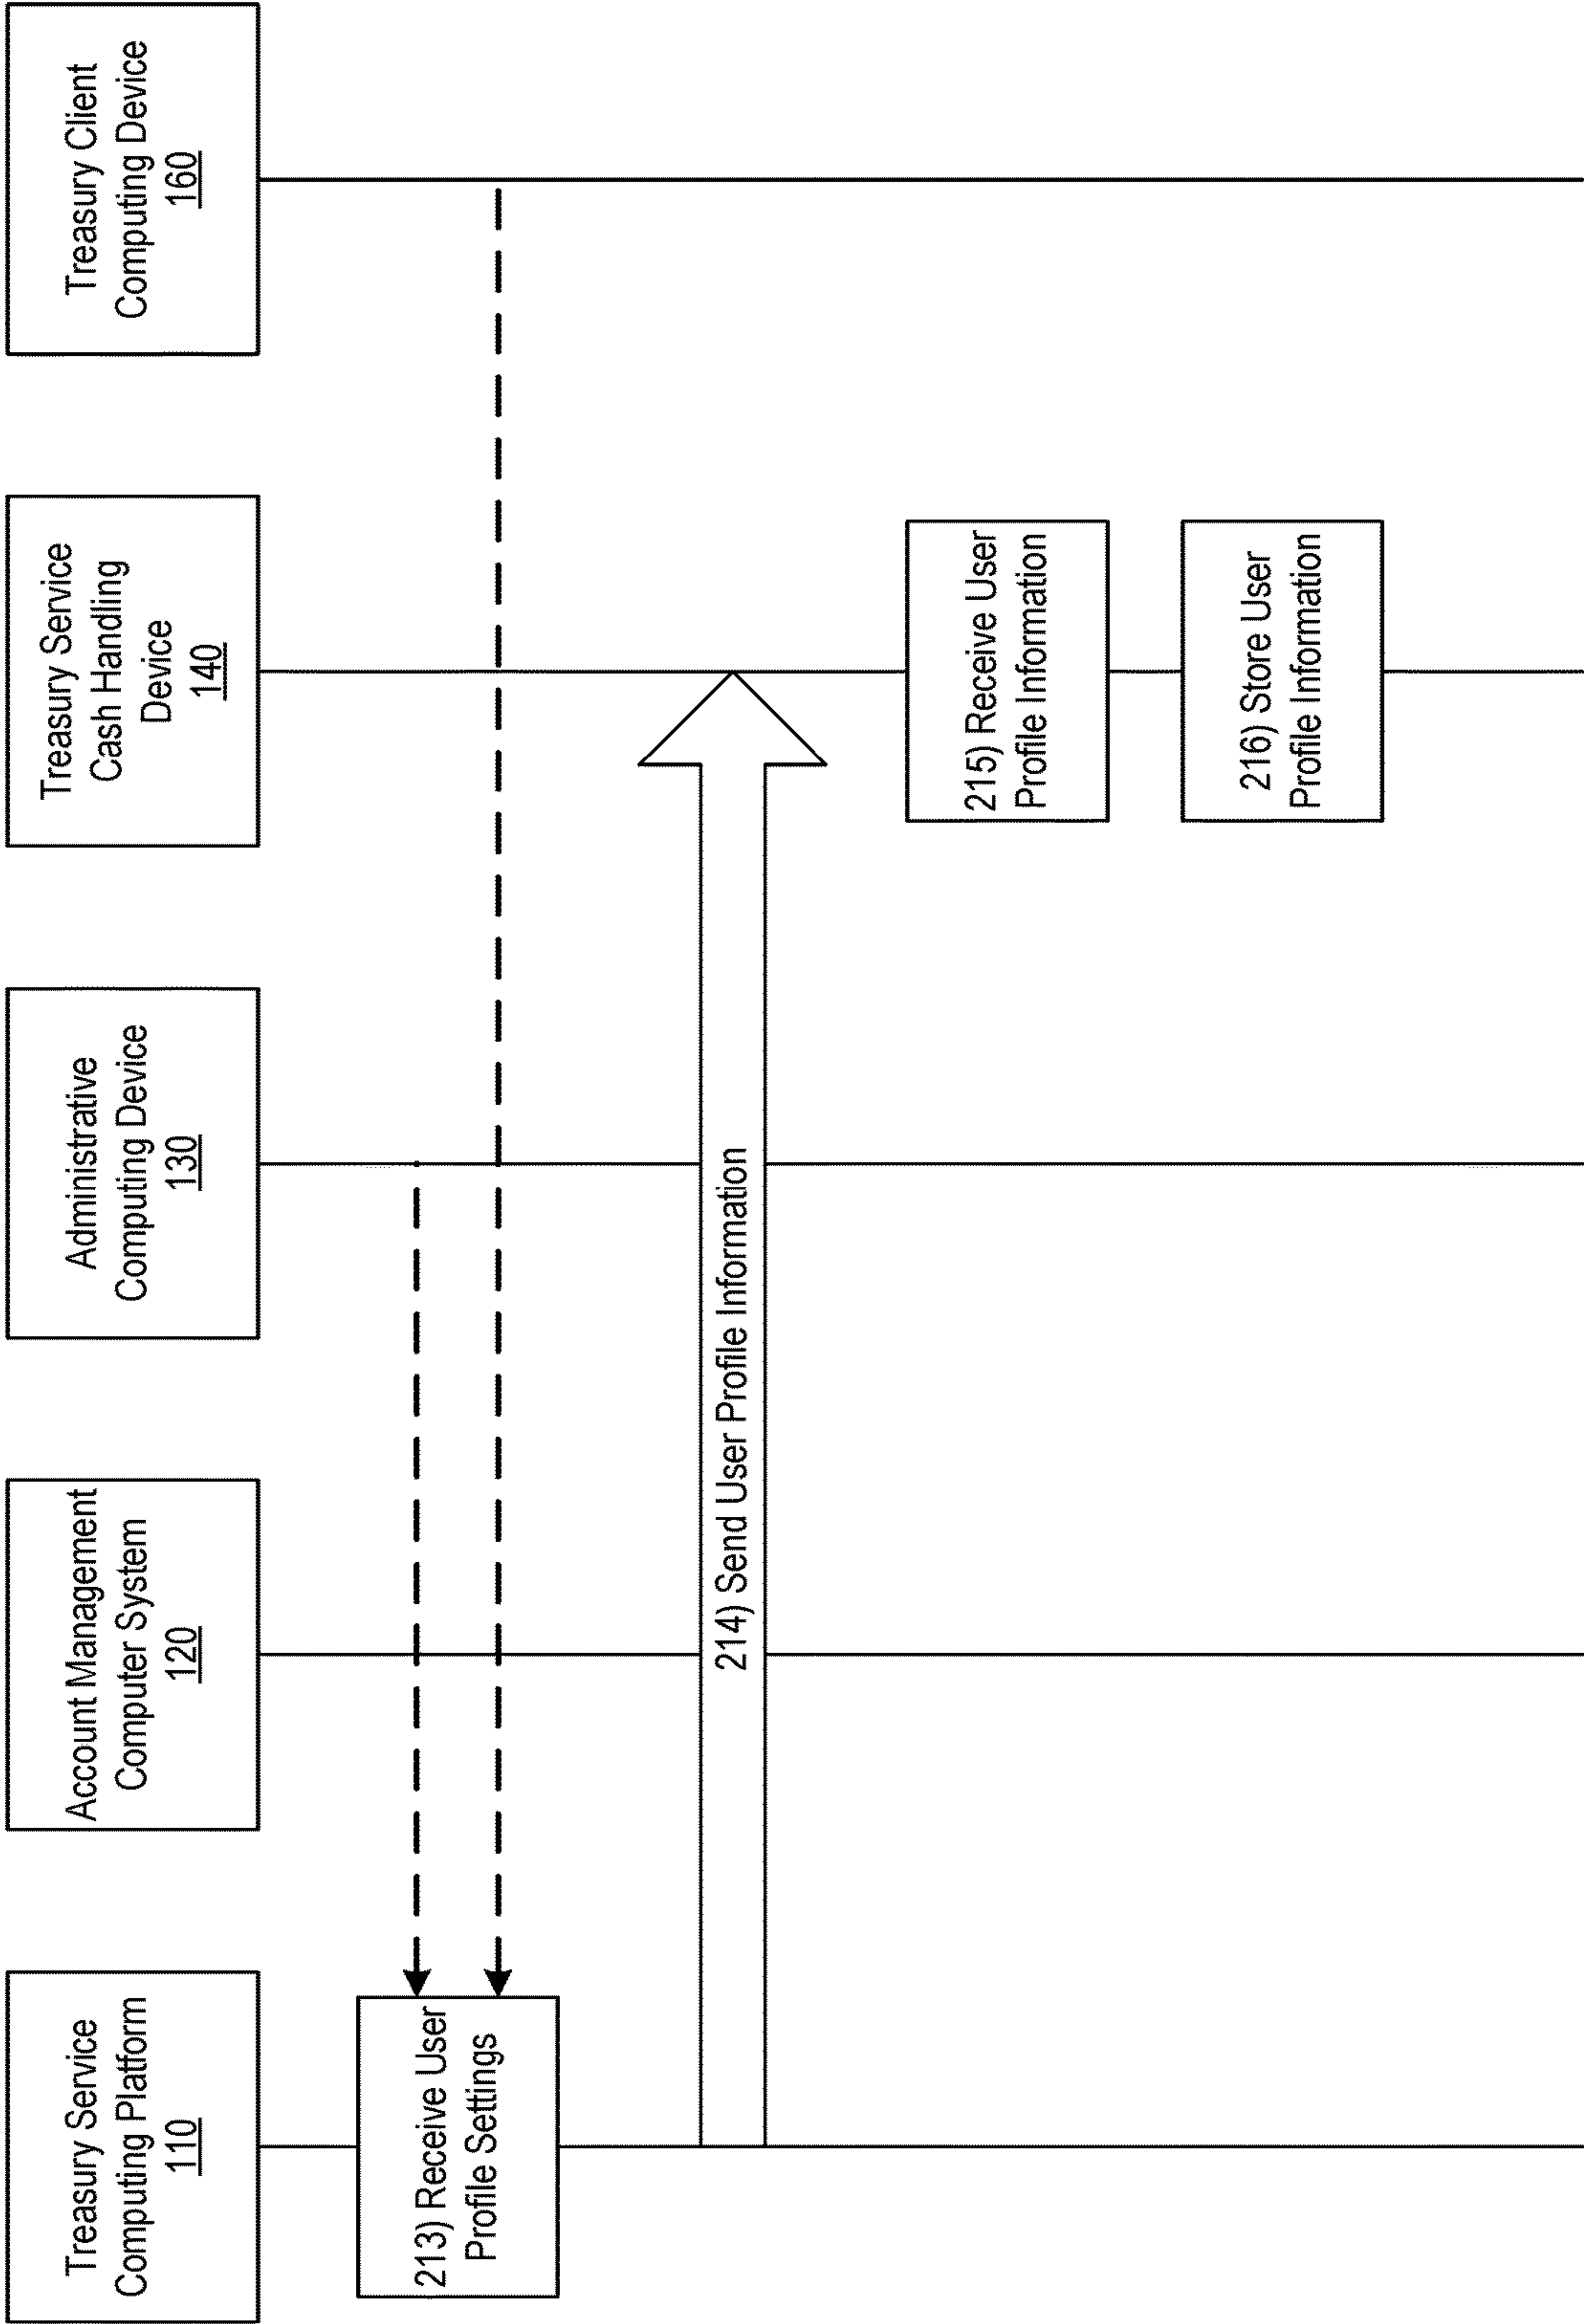 Treasury Service
Computing Platform
110
Account Management
Computer System
120
Administrative
Computing Device
130
Treasury Service
Cash Handling
Device
140
Treasury Client
Computing Device
160
213) Receive User
Profile Settings
214) Send User Profile Information
215) Receive User
Profile Information
216) Store User
Profile Information